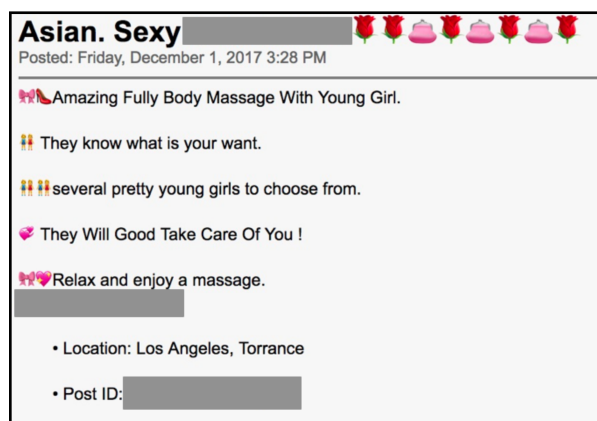 Asian. Sexy
Posted: Friday, December 1, 2017 3:28 PM
Amazing Fully Body Massage With Young Girl.
They know what is your want.
several pretty young girls to choose from.
They Will Good Take Care Of You !
Relax and enjoy a massage.
• Location: Los Angeles, Torrance
• Post ID: